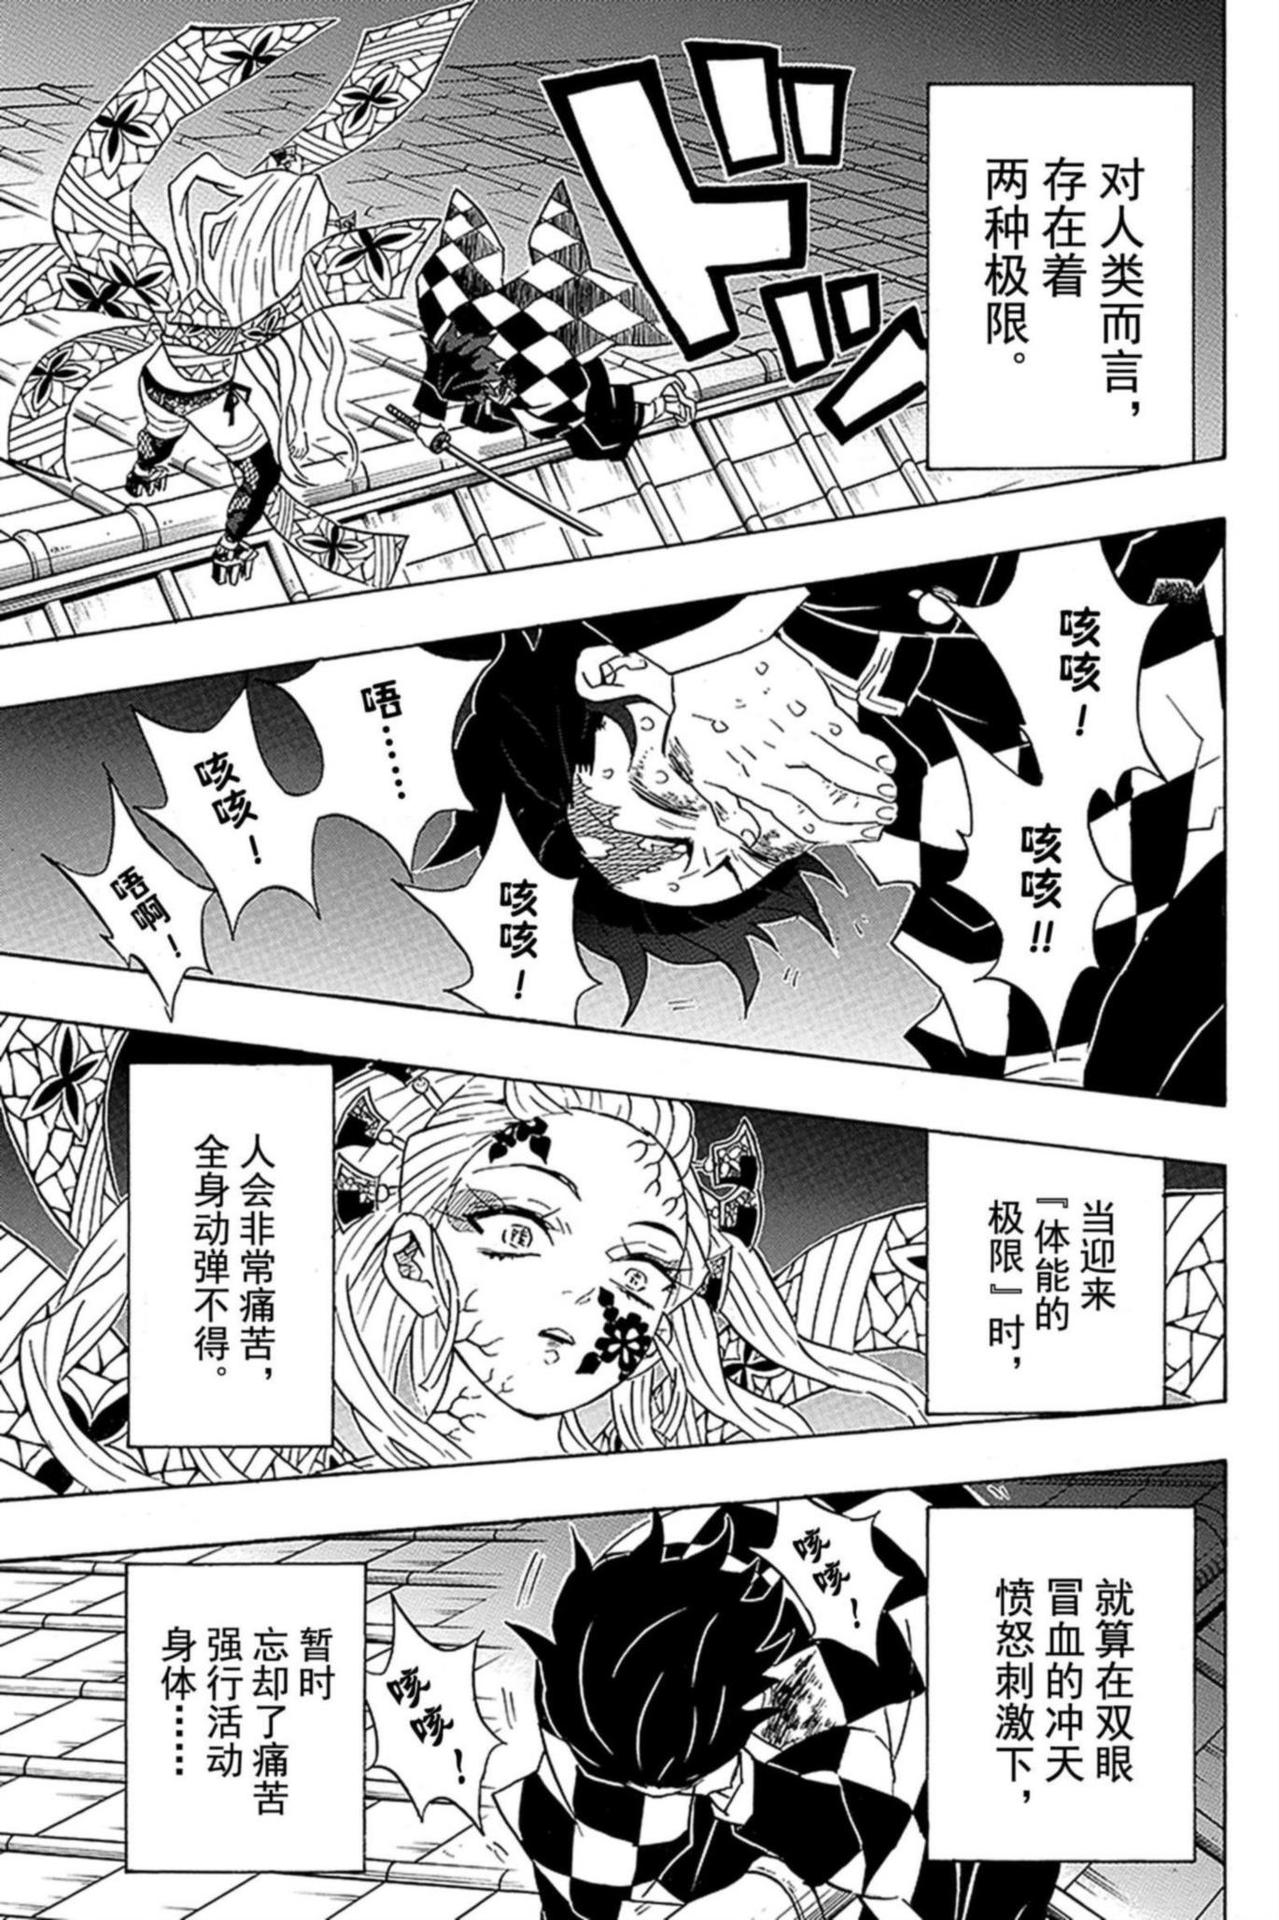 对人类而言，
存在着
两种极限。
ドドド
咳
咳！
咳
咳！！
唔……
咳
咳！
咳
咳！
唔啊！
当迎来
『体能的
极限』时，
人会非常痛苦，
全身动弹不得。
就算在双眼
冒血的冲天
愤怒刺激下，
咳
咳！
咳
咳！
暂时
忘却了痛苦
强行活动
身体……